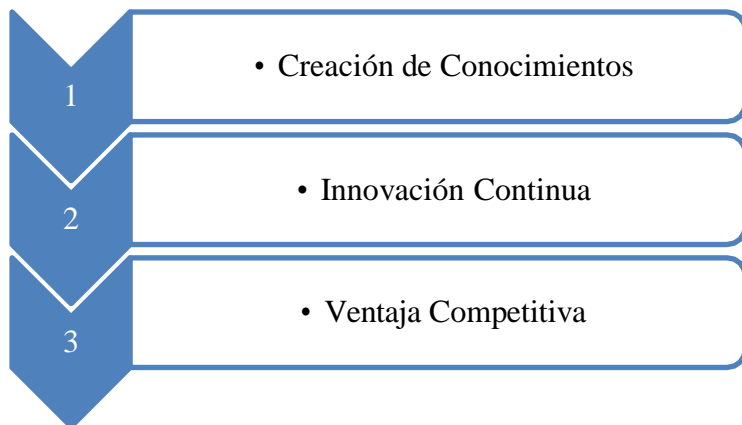 1
• Creación de Conocimientos
2
• Innovación Continua
3
• Ventaja Competitiva